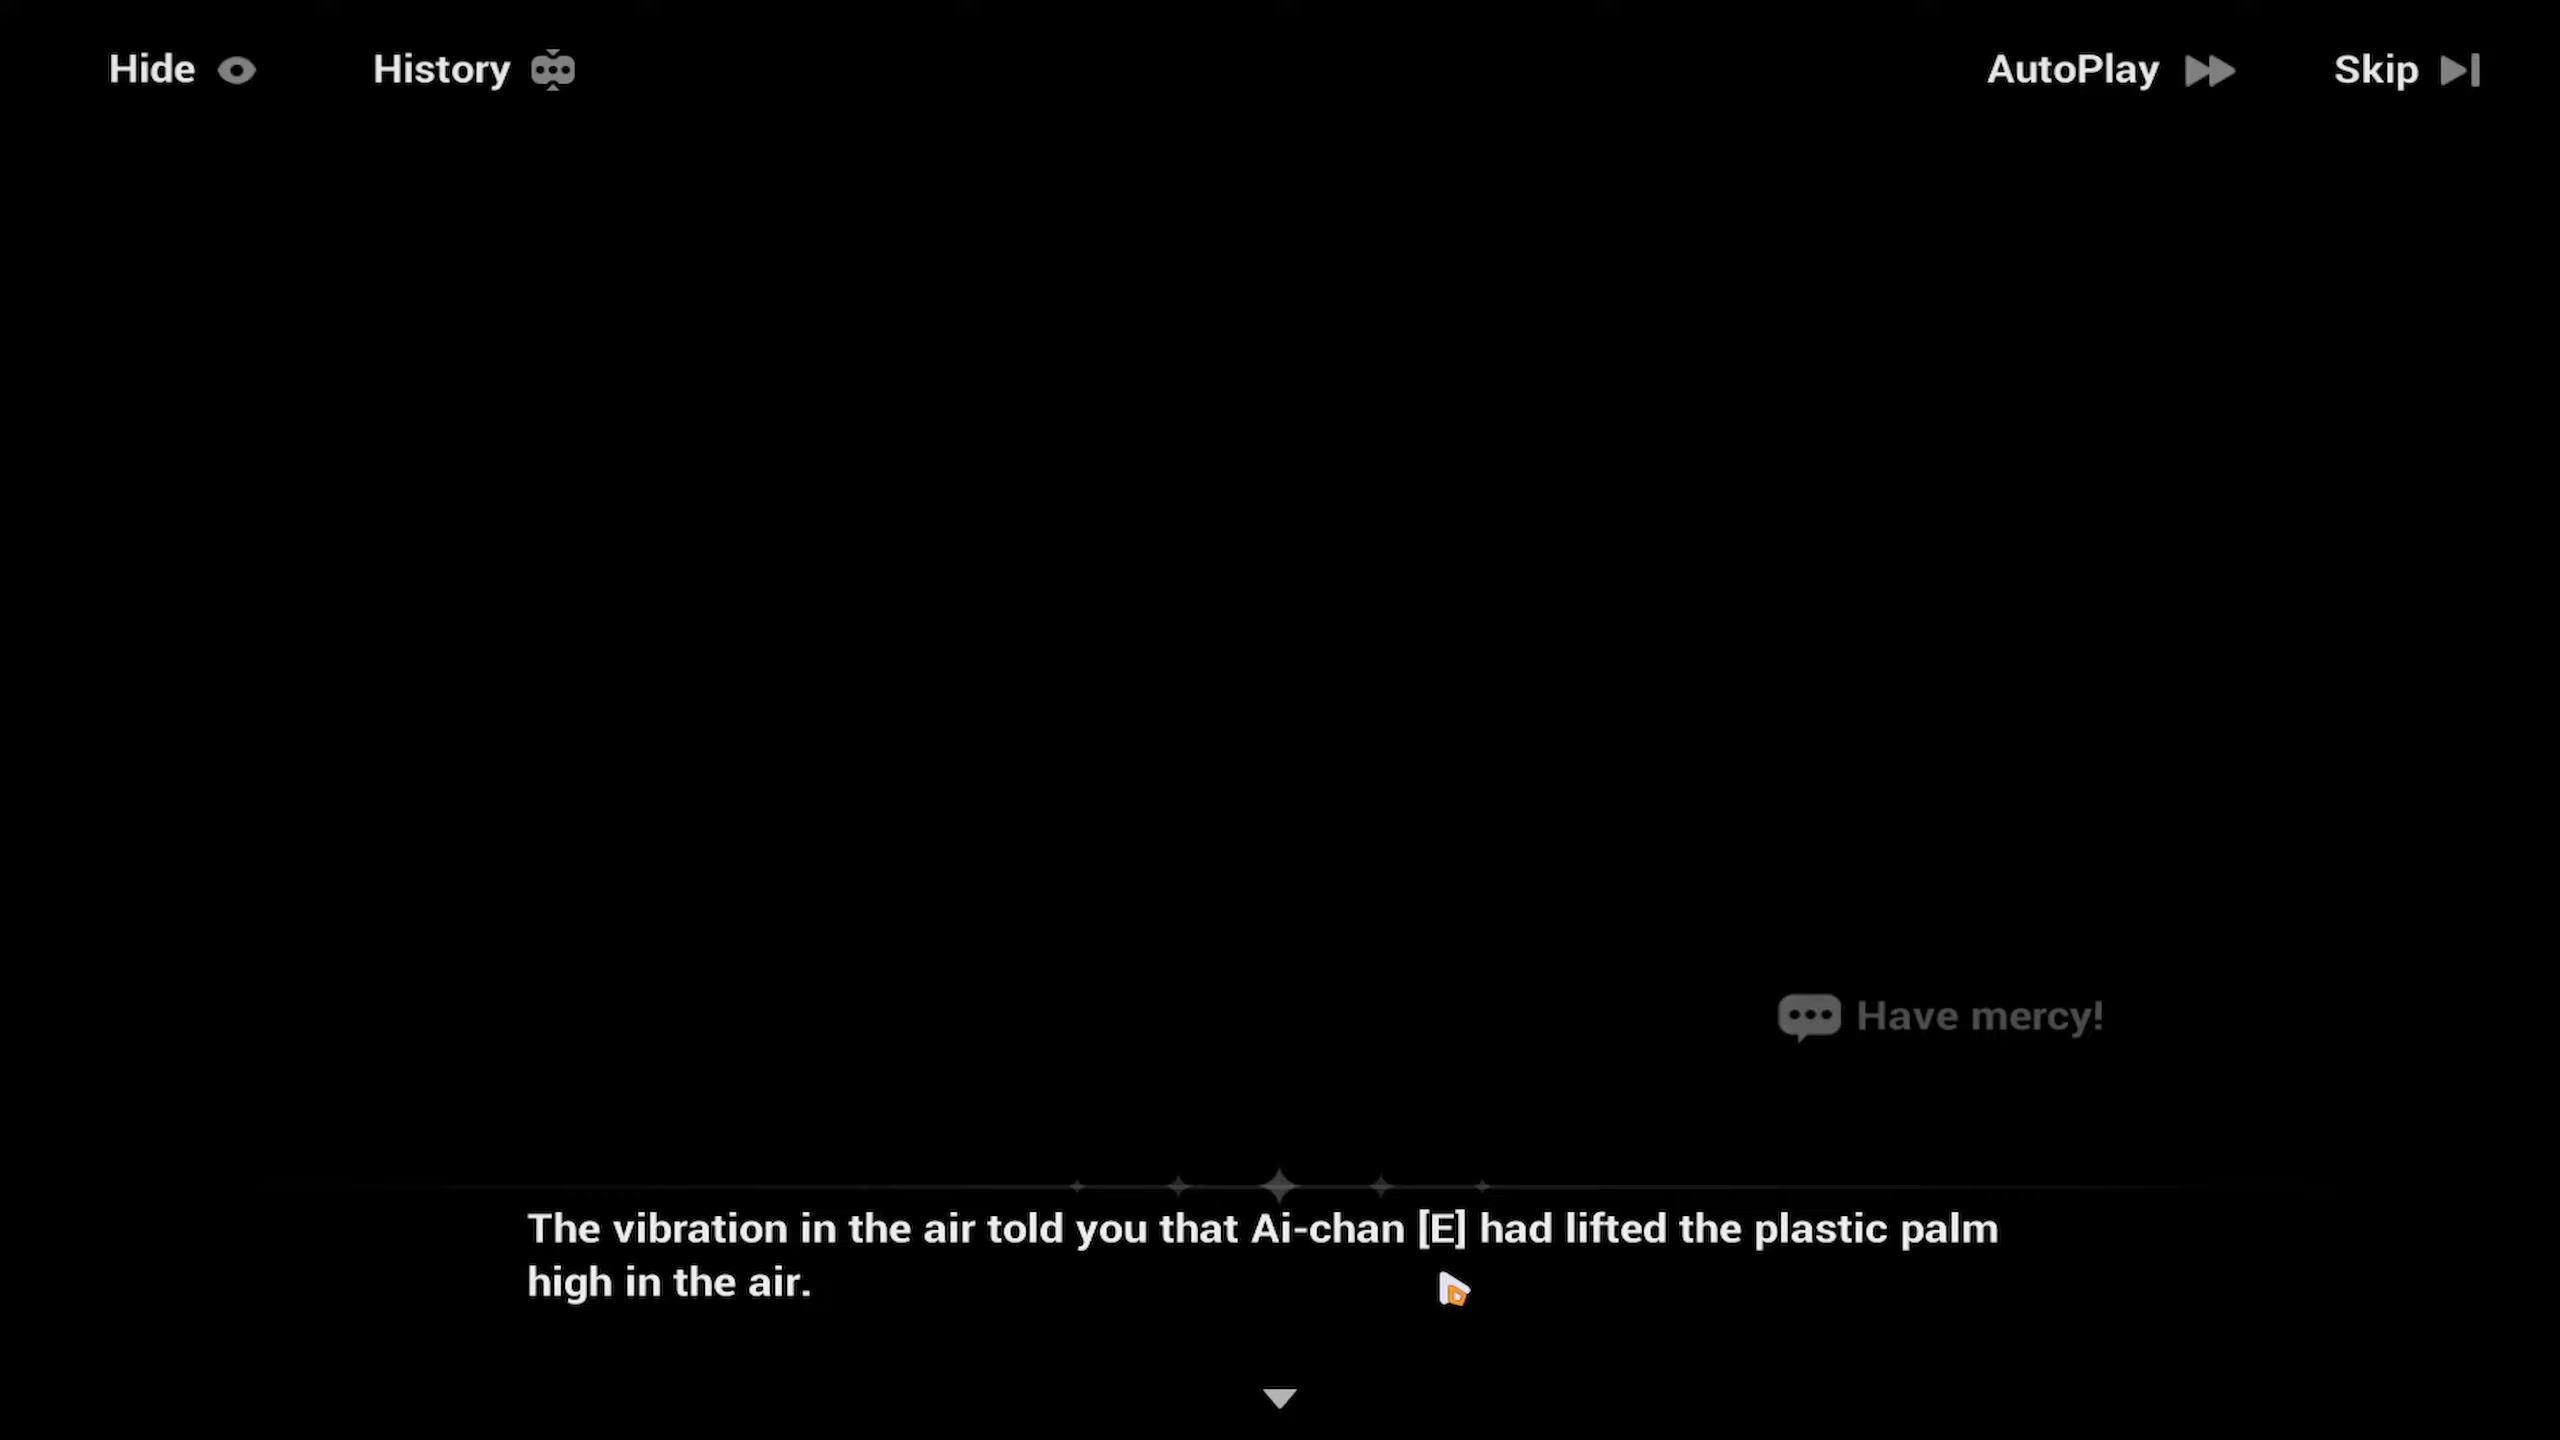 Hide
History
AutoPlay
Skip
Have mercy!
The vibration in the air told you that Ai-chan [E] had lifted the plastic palm
high in the air.